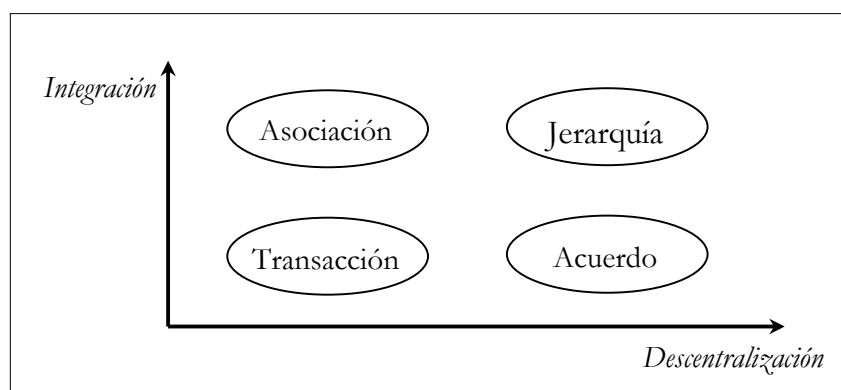 Integración
Asociación
Jerarquía
Transacción
Acuerdo
Descentralización